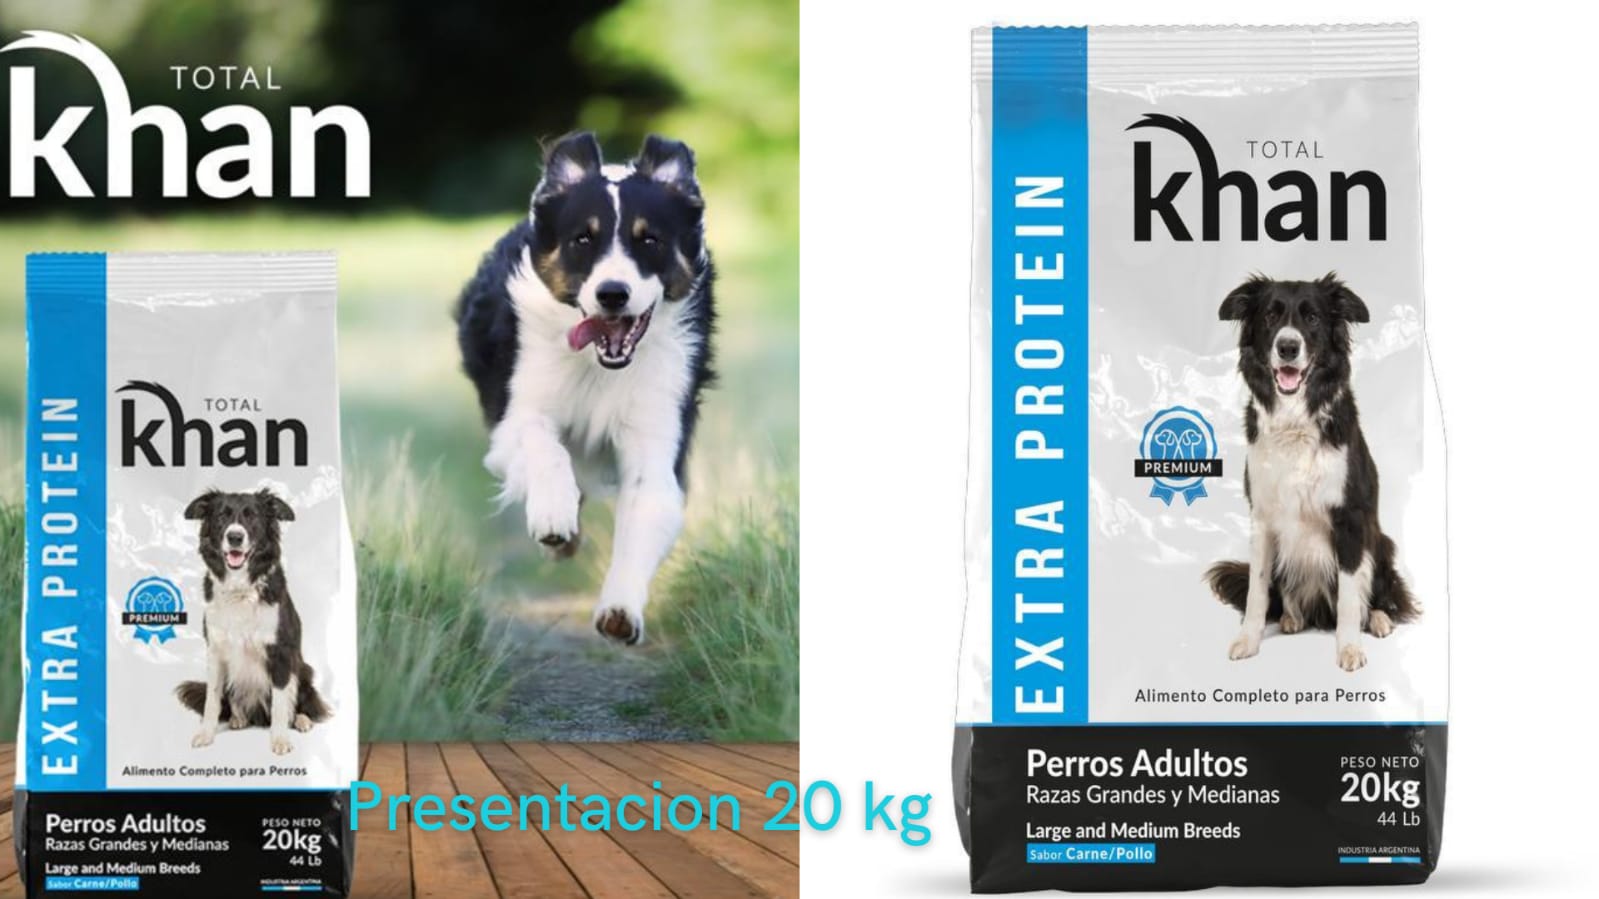 TOTAL
khan
EXTRA PROTEIN
TOTAL
khan
PREMIUM
Alimento Completo para Perros
Perros Adultos
Razas Grandes y Medianas
Large and Medium Breeds
Sabor Carne/Pollo
PESO NETO
20kg
44 Lb
INDUSTRIA ARGENTINA
Presentacion 20 kg
EXTRA PROTEIN
TOTAL
khan
PREMIUM
Alimento Completo para Perros
Perros Adultos
Razas Grandes y Medianas
Large and Medium Breeds
Sabor Carne/Pollo
PESO NETO
20kg
44 Lb
INDUSTRIA ARGENTINA